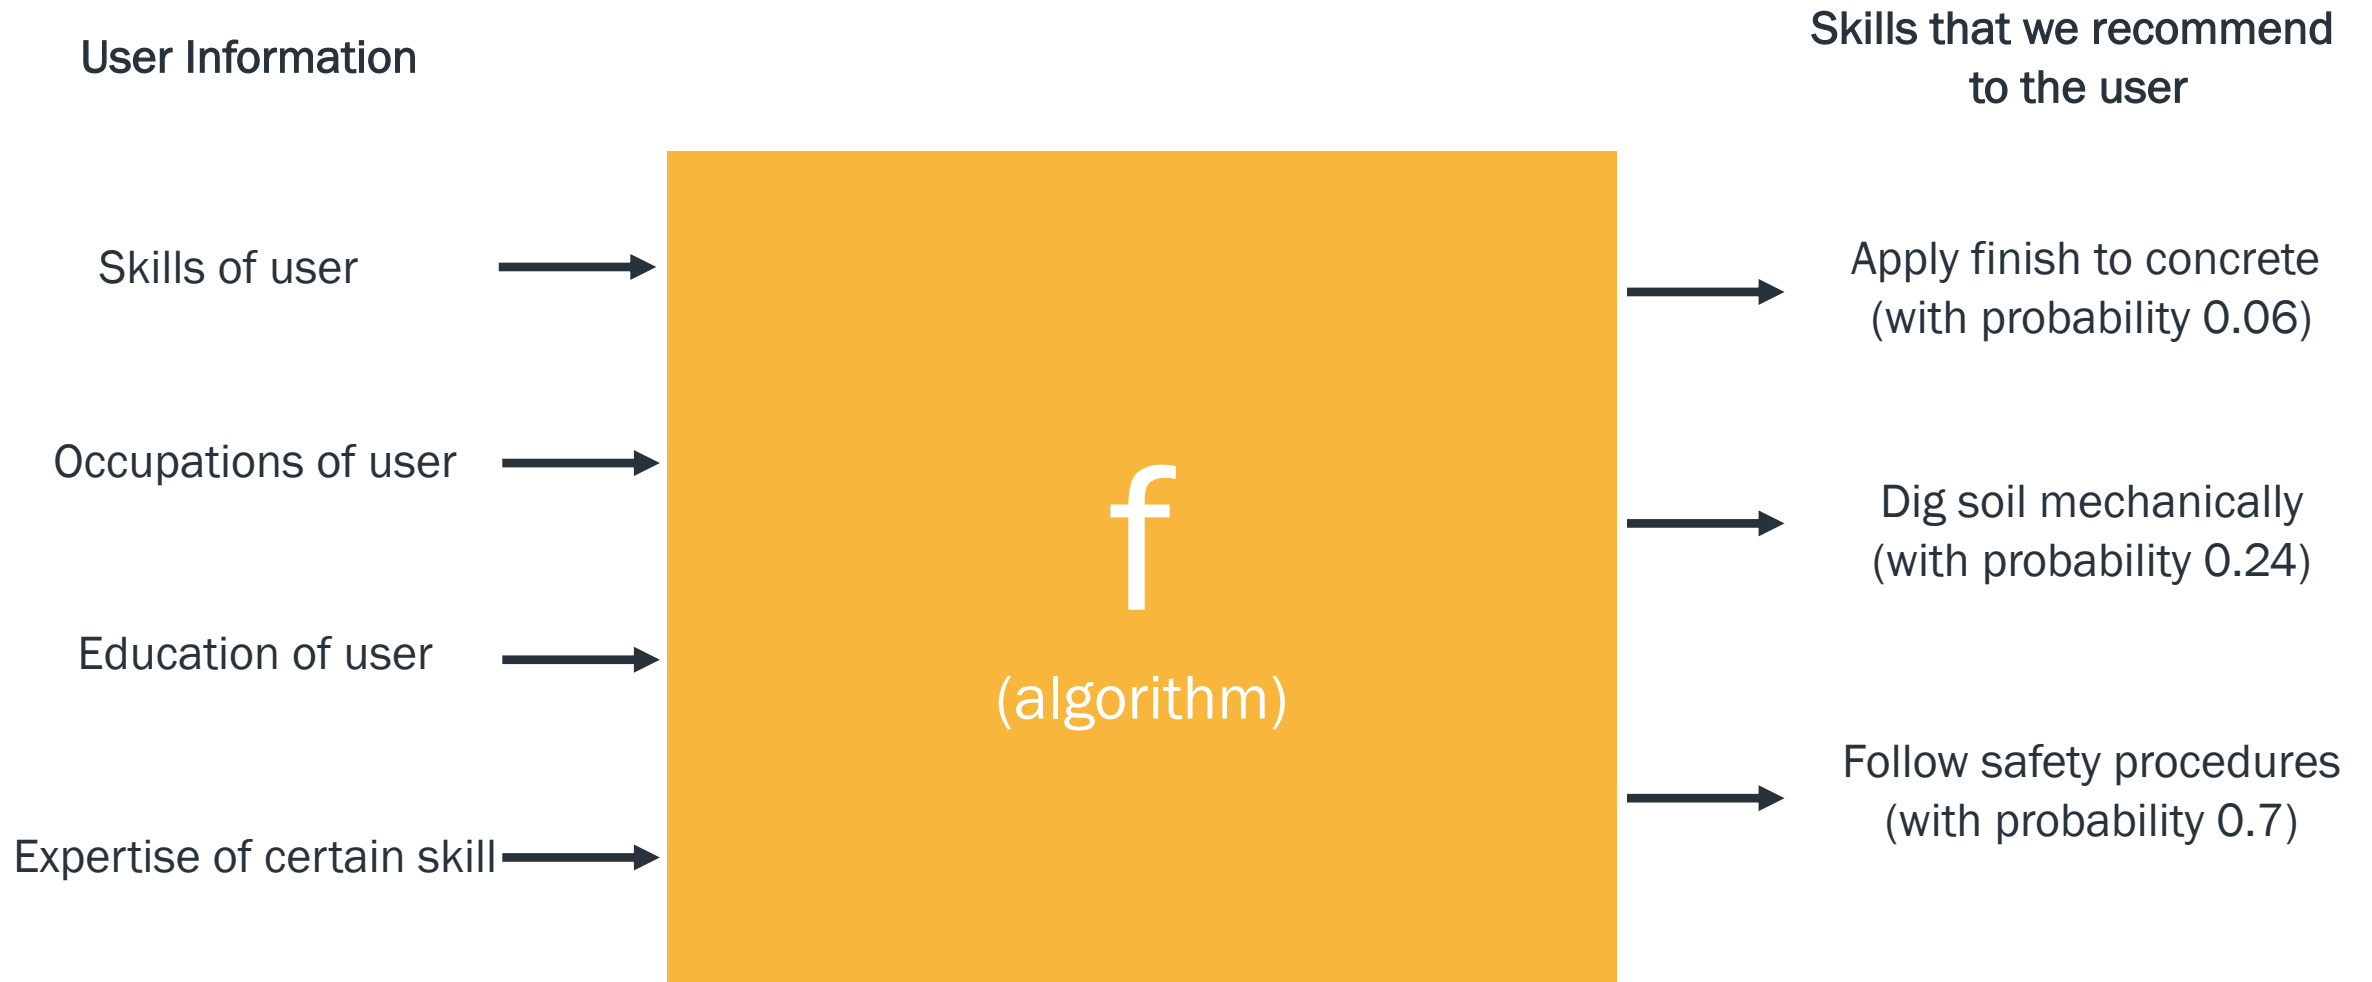 User Information
Skills that we recommend
to the user
Skills of user
Occupations of user
Education of user
Expertise of certain skill
f
(algorithm)
Apply finish to concrete
(with probability 0.06)
Dig soil mechanically
(with probability 0.24)
Follow safety procedures
(with probability 0.7)